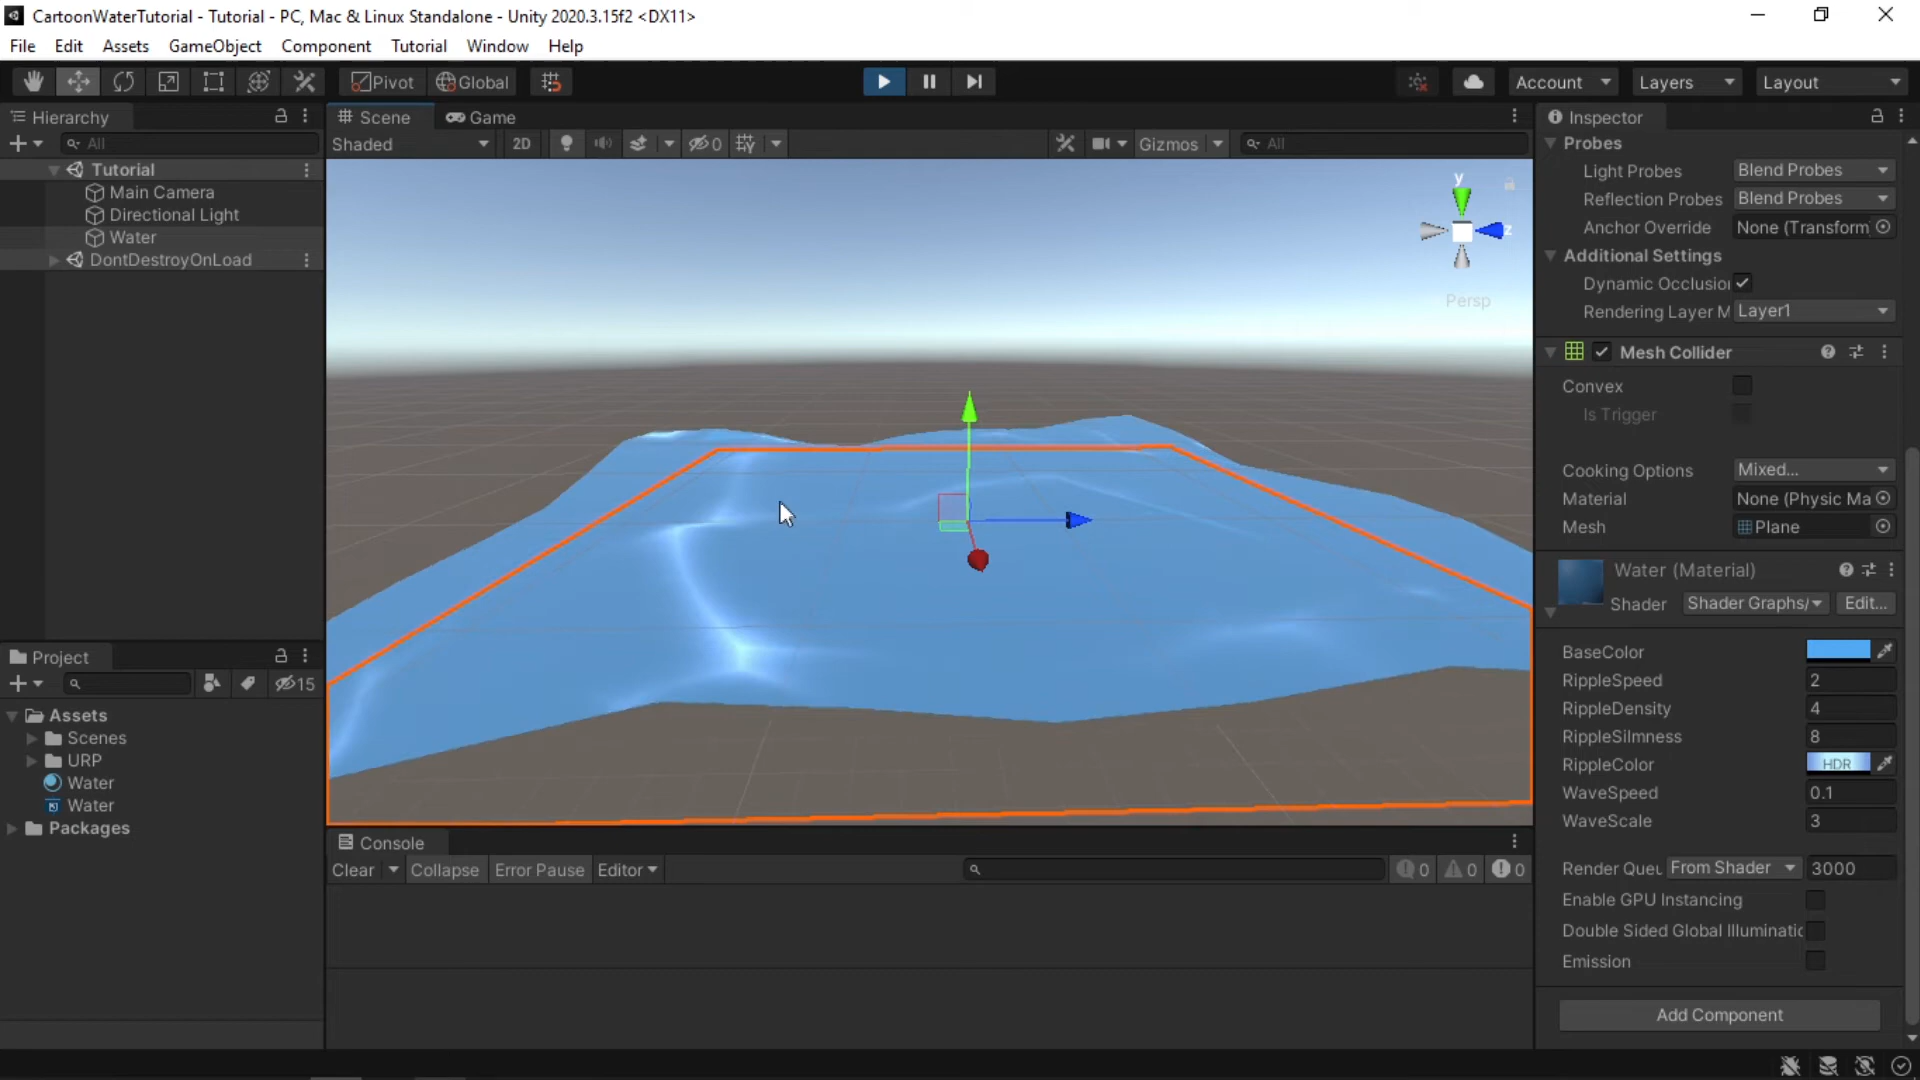 CartoonWaterTutorial - Tutorial - PC, Mac & Linux Standalone - Unity 2020.3.15f2 <DX11>
File Edit Assets GameObject Component Tutorial Window Help
Pivot Global Account Layers Layout
Hierarchy
All
Tutorial
Main Camera
Directional Light
Water
DontDestroyOnLoad
Scene Game
Shaded 2D 0 Gizmos All
y
z
Persp
Inspector
Probes
Light Probes Blend Probes
Reflection Probes Blend Probes
Anchor Override None (Transform
Additional Settings
Dynamic Occlusion
Rendering Layer M Layer1
Mesh Collider
Convex
Is Trigger
Cooking Options Mixed...
Material None (Physic Ma
Mesh Plane
Water (Material)
Shader Shader Graphs/ Edit...
BaseColor
RippleSpeed 2
RippleDensity 4
RippleSilmness 8
RippleColor HDR
WaveSpeed 0.1
WaveScale 3
Render Queu From Shader 3000
Enable GPU Instancing
Double Sided Global Illuminatio
Emission
Add Component
Project
15
Assets
Scenes
URP
Water
Water
Packages
Console
Clear Collapse Error Pause Editor 0 0 0